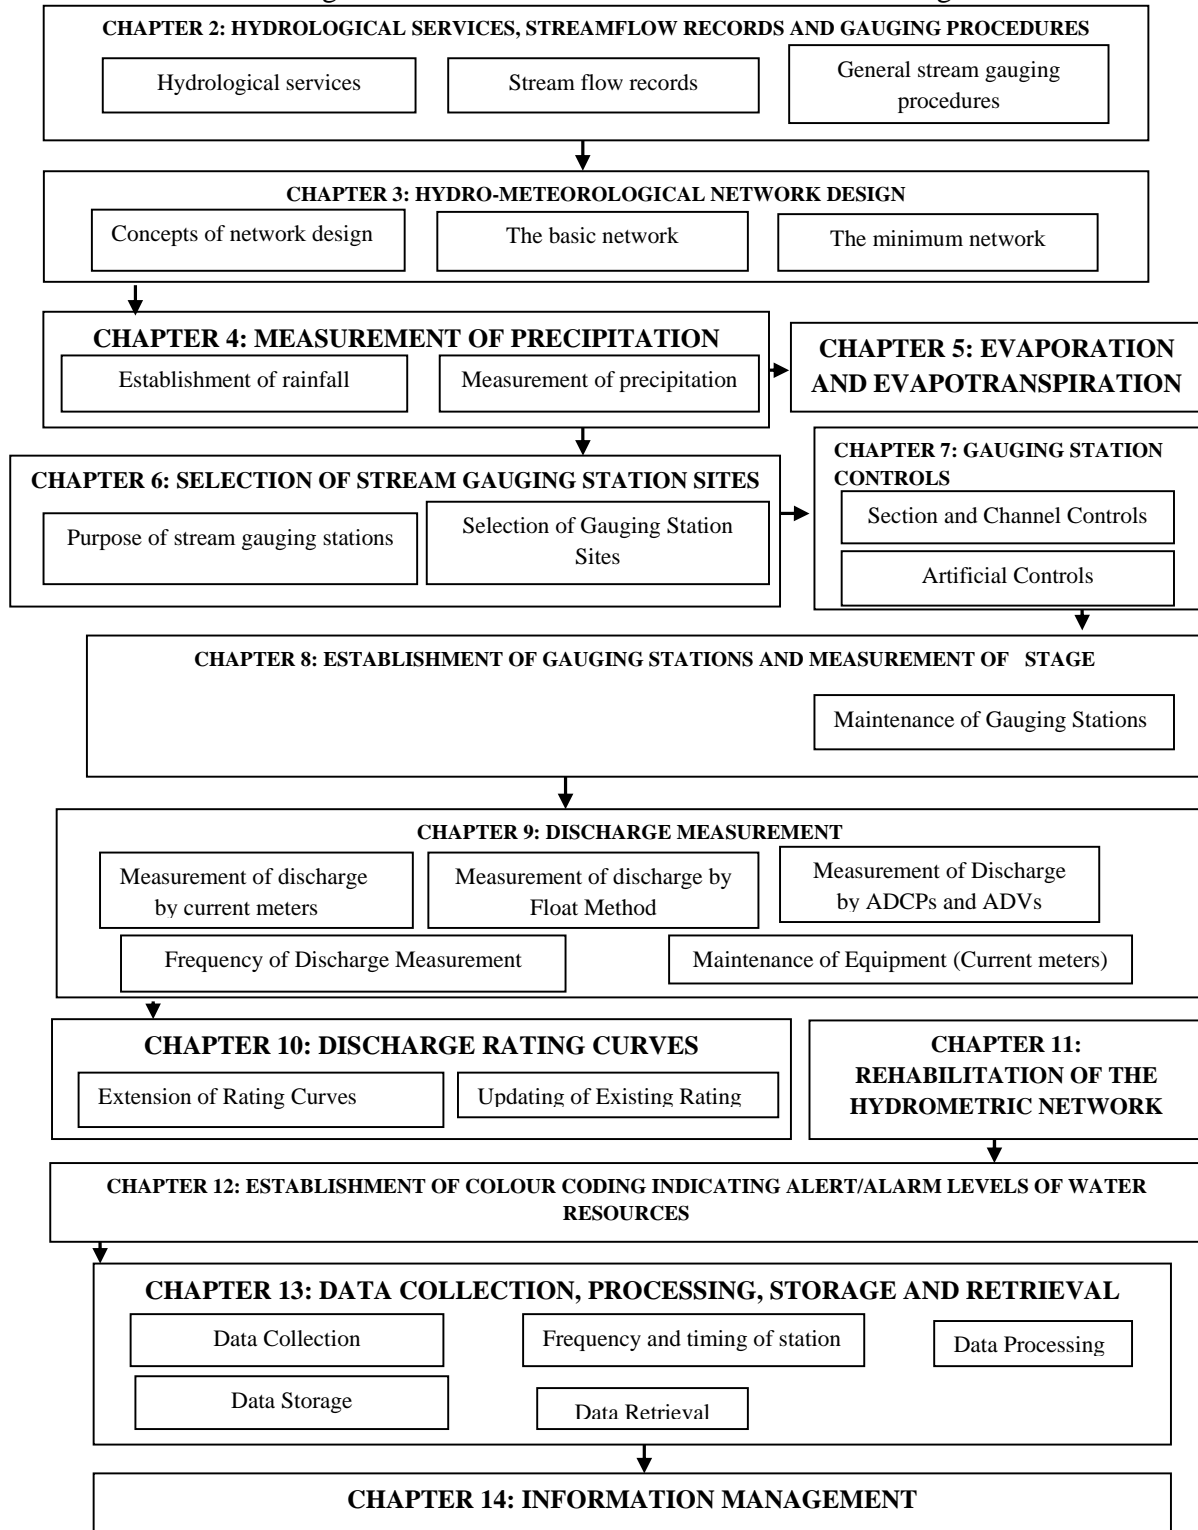 CHAPTER 2: HYDROLOGICAL SERVICES, STREAMFLOW RECORDS AND GAUGING PROCEDURES
Hydrological services
Stream flow records
General stream gauging
procedures
CHAPTER 3: HYDRO-METEOROLOGICAL NETWORK DESIGN
Concepts of network design
The basic network
The minimum network
CHAPTER 4: MEASUREMENT OF PRECIPITATION
Establishment of rainfall
Measurement of precipitation
CHAPTER 5: EVAPORATION
AND EVAPOTRANSPIRATION
CHAPTER 6: SELECTION OF STREAM GAUGING STATION SITES
Purpose of stream gauging stations
Selection of Gauging Station
Sites
CHAPTER 7: GAUGING STATION
CONTROLS
Section and Channel Controls
Artificial Controls
CHAPTER 8: ESTABLISHMENT OF GAUGING STATIONS AND MEASUREMENT OF STAGE
Maintenance of Gauging Stations
CHAPTER 9: DISCHARGE MEASUREMENT
Measurement of discharge
by current meters
Measurement of discharge by
Float Method
Measurement of Discharge
by ADCPs and ADVs
Frequency of Discharge Measurement
Maintenance of Equipment (Current meters)
CHAPTER 10: DISCHARGE RATING CURVES
Extension of Rating Curves
Updating of Existing Rating
CHAPTER 11:
REHABILITATION OF THE
HYDROMETRIC NETWORK
CHAPTER 12: ESTABLISHMENT OF COLOUR CODING INDICATING ALERT/ALARM LEVELS OF WATER
RESOURCES
CHAPTER 13: DATA COLLECTION, PROCESSING, STORAGE AND RETRIEVAL
Data Collection
Frequency and timing of station
Data Processing
Data Storage
Data Retrieval
CHAPTER 14: INFORMATION MANAGEMENT